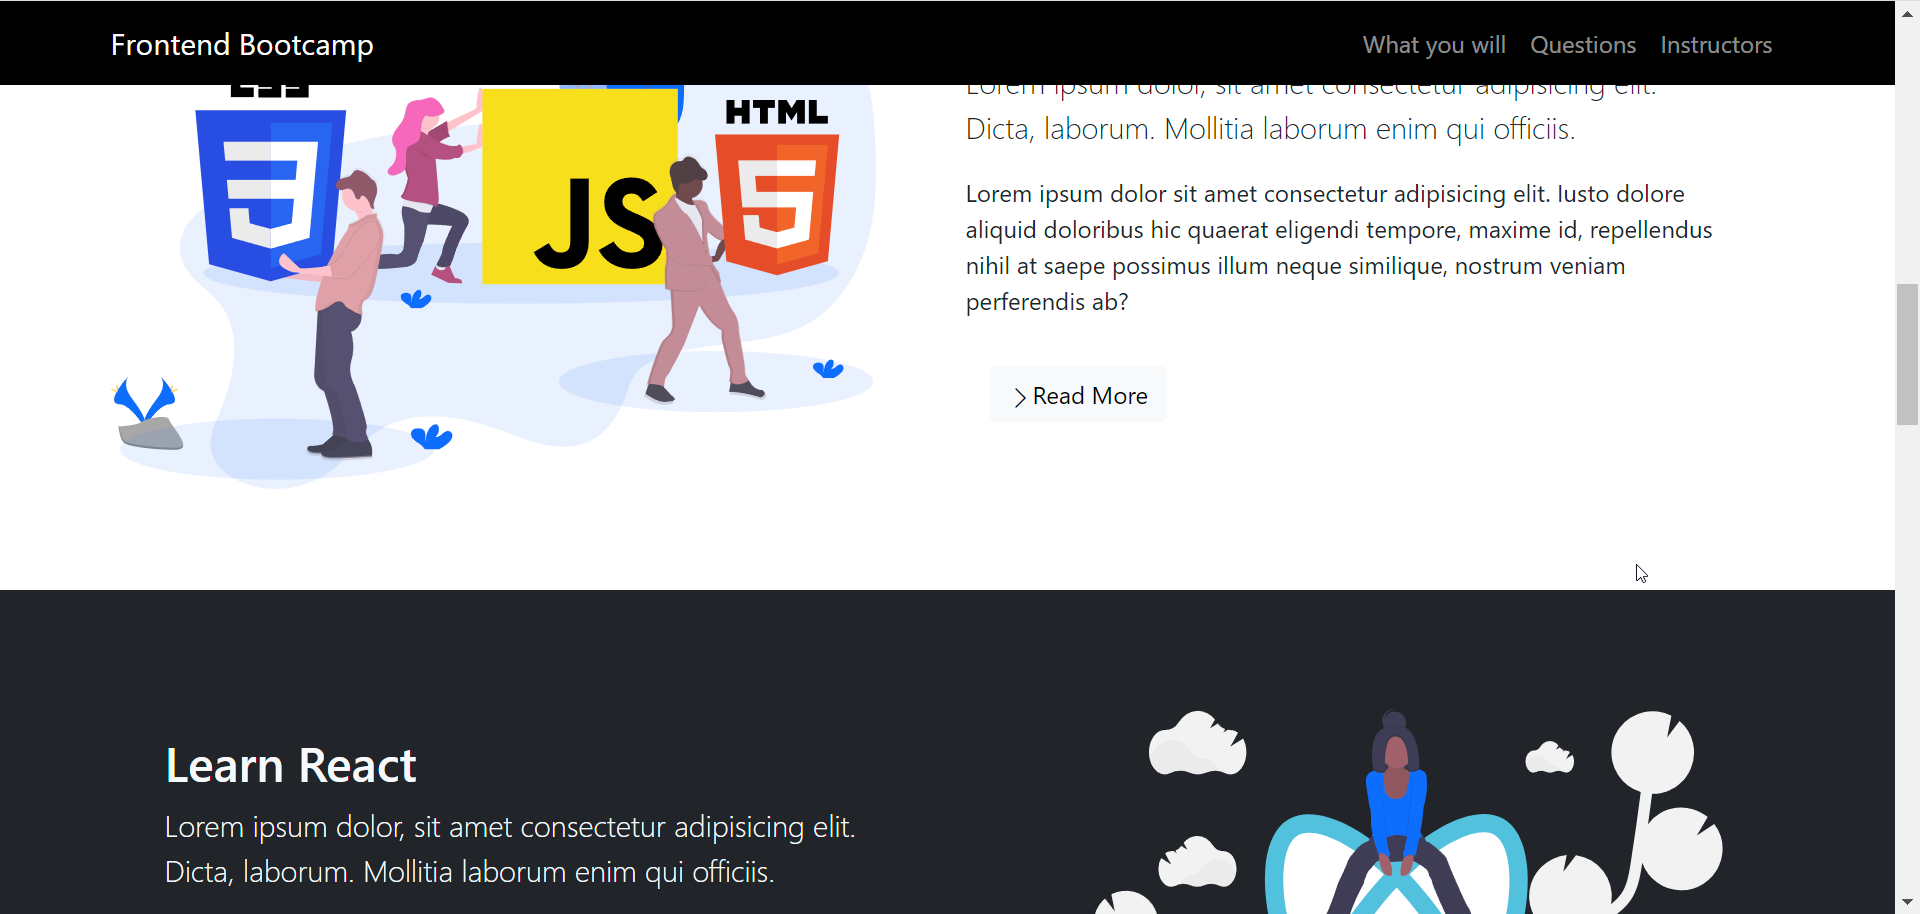 Frontend Bootcamp
What you will Questions Instructors
CSS
JS
HTML
Lorem ipsum dolor, sit amet consectetur adipisicing elit.
Dicta, laborum. Mollitia laborum enim qui officiis.
Lorem ipsum dolor sit amet consectetur adipisicing elit. Iusto dolore
aliquid doloribus hic quaerat eligendi tempore, maxime id, repellendus
nihil at saepe possimus illum neque similique, nostrum veniam
perferendis ab?
Read More
Learn React
Lorem ipsum dolor, sit amet consectetur adipisicing elit.
Dicta, laborum. Mollitia laborum enim qui officiis.